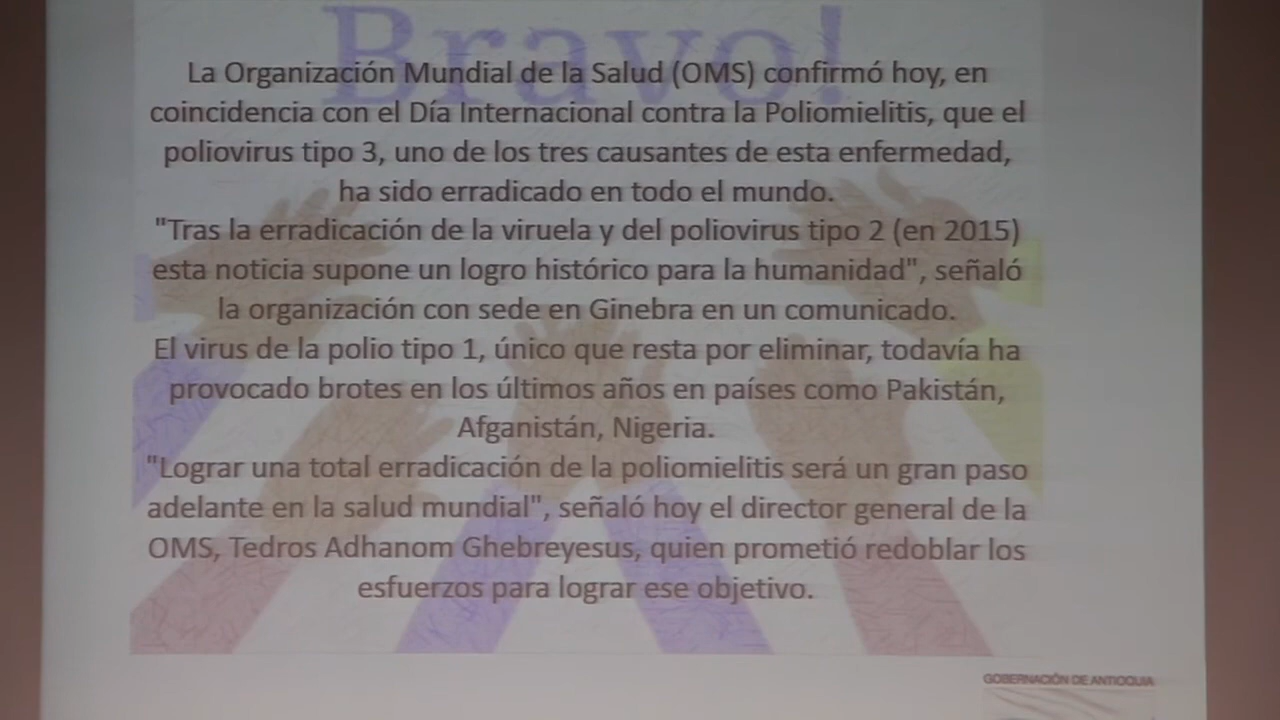 Bravo!
La Organización Mundial de la Salud (OMS) confirmó hoy, en
coincidencia con el Día Internacional contra la Poliomielitis, que el
poliovirus tipo 3, uno de los tres causantes de esta enfermedad,
ha sido erradicado en todo el mundo.
"Tras la erradicación de la viruela y del poliovirus tipo 2 (en 2015)
esta noticia supone un logro histórico para la humanidad", señaló
la organización con sede en Ginebra en un comunicado.
El virus de la polio tipo 1, único que resta por eliminar, todavía ha
provocado brotes en los últimos años en países como Pakistán,
Afganistán, Nigeria.
"Lograr una total erradicación de la poliomielitis será un gran paso
adelante en la salud mundial", señaló hoy el director general de la
OMS, Tedros Adhanom Ghebreyesus, quien prometió redoblar los
esfuerzos para lograr ese objetivo.
GOBERNACIÓN DE ANTIOQUIA